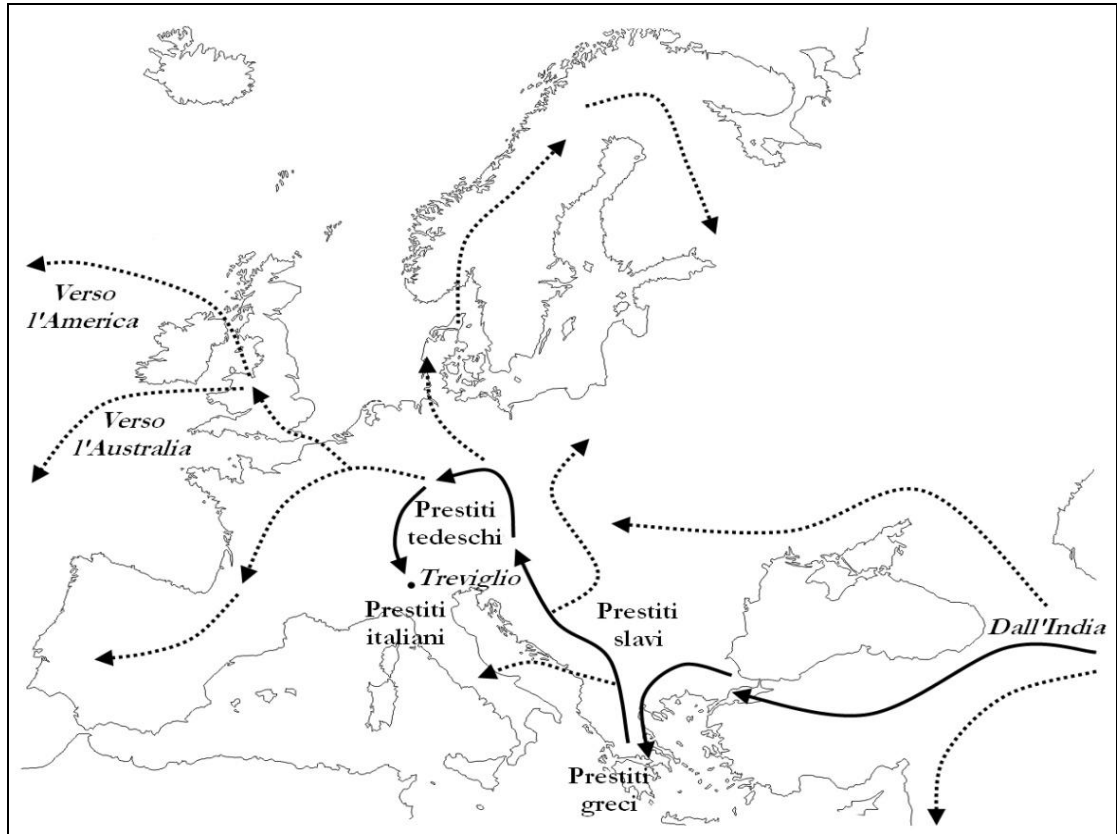 Verso
l'America
Verso
l'Australia
Prestiti
tedeschi
Treviglio
Prestiti
italiani
Prestiti
slavi
Dall'India
Prestiti
greci